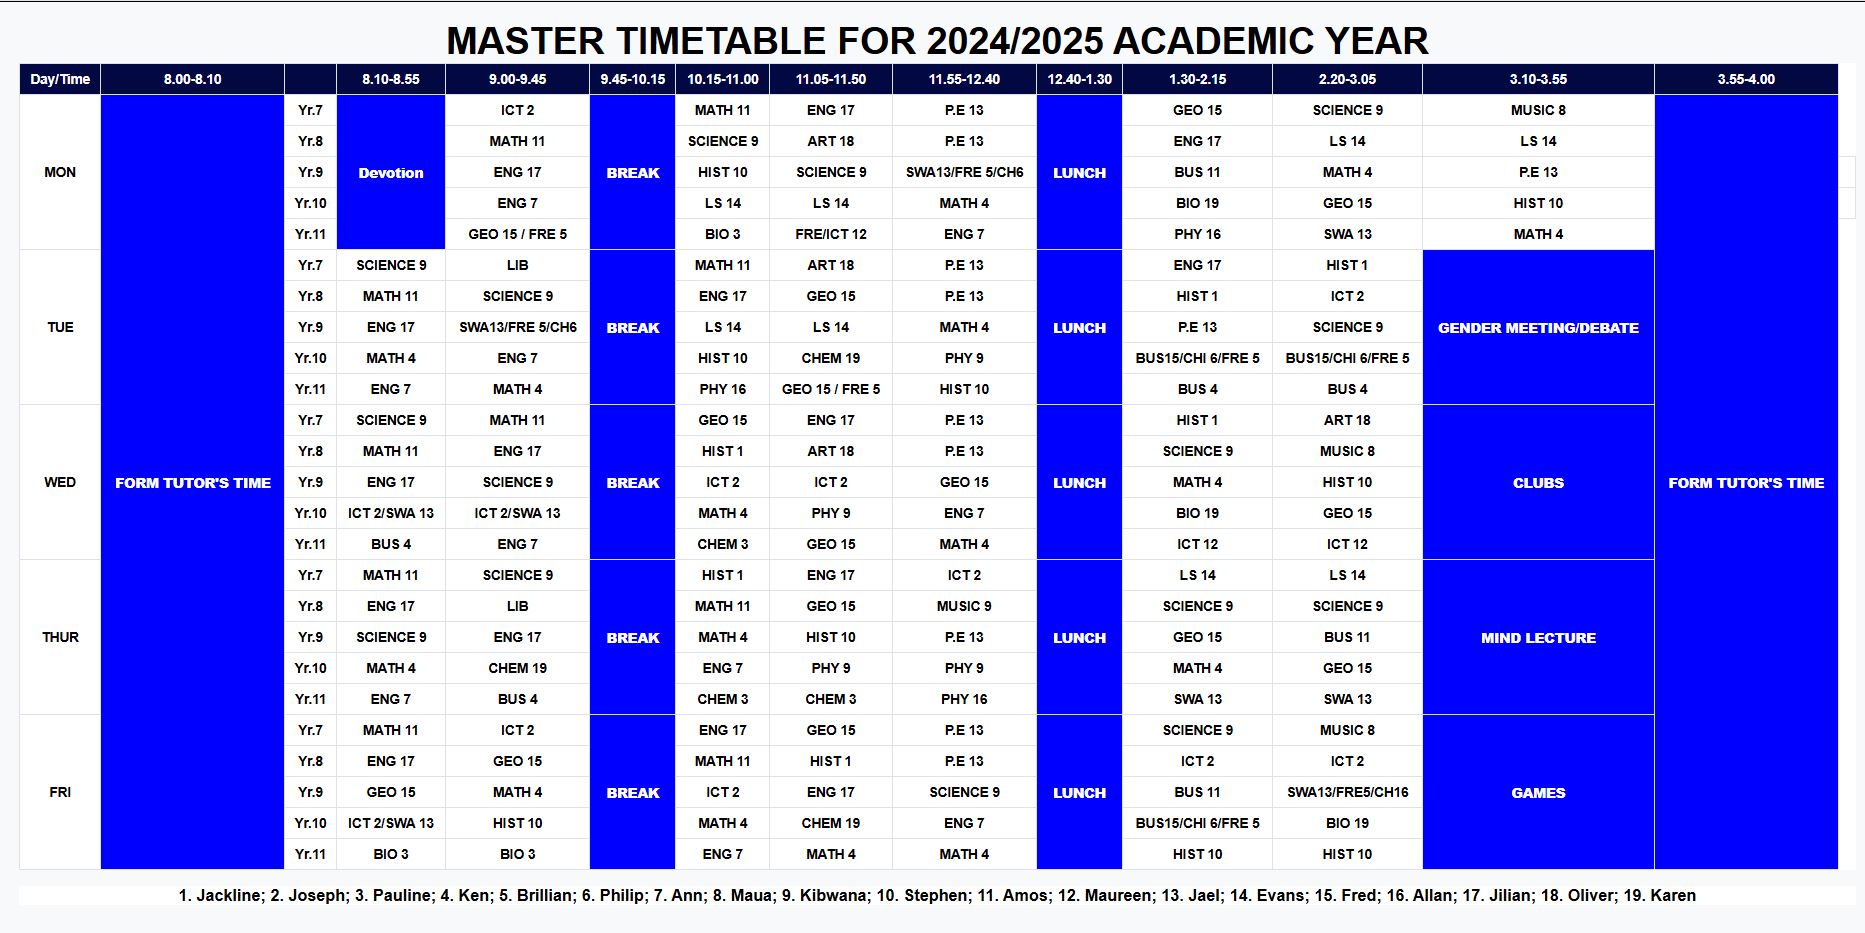 MASTER TIMETABLE FOR 2024/2025 ACADEMIC YEAR
Day/Time 8.00-8.10 8.10-8.55 9.00-9.45 9.45-10.15 10.15-11.00 11.05-11.50 11.55-12.40 12.40-1.30 1.30-2.15 2.20-3.05 3.10-3.55 3.55-4.00
Yr.7 ICT 2 MATH 11 ENG 17 P.E 13 GEO 15 SCIENCE 9 MUSIC 8
Yr.8 MATH 11 SCIENCE 9 ART 18 P.E 13 ENG 17 LS 14 LS 14
MON Yr.9 Devotion ENG 17 BREAK HIST 10 SCIENCE 9 SWA13/FRE 5/CH6 LUNCH BUS 11 MATH 4 P.E 13
Yr.10 ENG 7 LS 14 LS 14 MATH 4 BIO 19 GEO 15 HIST 10
Yr.11 GEO 15 / FRE 5 BIO 3 FRE/ICT 12 ENG 7 PHY 16 SWA 13 MATH 4
Yr.7 SCIENCE 9 LIB MATH 11 ART 18 P.E 13 ENG 17 HIST 1
Yr.8 MATH 11 SCIENCE 9 ENG 17 GEO 15 P.E 13 HIST 1 ICT 2
TUE Yr.9 ENG 17 SWA13/FRE 5/CH6 BREAK LS 14 LS 14 MATH 4 LUNCH P.E 13 SCIENCE 9 GENDER MEETING/DEBATE
Yr.10 MATH 4 ENG 7 HIST 10 CHEM 19 PHY 9 BUS15/CHI 6/FRE 5 BUS15/CHI 6/FRE 5
Yr.11 ENG 7 MATH 4 PHY 16 GEO 15 / FRE 5 HIST 10 BUS 4 BUS 4
Yr.7 SCIENCE 9 MATH 11 GEO 15 ENG 17 P.E 13 HIST 1 ART 18
Yr.8 MATH 11 ENG 17 HIST 1 ART 18 P.E 13 SCIENCE 9 MUSIC 8
WED FORM TUTOR'S TIME Yr.9 ENG 17 SCIENCE 9 BREAK ICT 2 ICT 2 GEO 15 LUNCH MATH 4 HIST 10 CLUBS FORM TUTOR'S TIME
Yr.10 ICT 2/SWA 13 ICT 2/SWA 13 MATH 4 PHY 9 ENG 7 BIO 19 GEO 15
Yr.11 BUS 4 ENG 7 CHEM 3 GEO 15 MATH 4 ICT 12 ICT 12
Yr.7 MATH 11 SCIENCE 9 HIST 1 ENG 17 ICT 2 LS 14 LS 14
Yr.8 ENG 17 LIB MATH 11 GEO 15 MUSIC 9 SCIENCE 9 SCIENCE 9
THUR Yr.9 SCIENCE 9 ENG 17 BREAK MATH 4 HIST 10 P.E 13 LUNCH GEO 15 BUS 11 MIND LECTURE
Yr.10 MATH 4 CHEM 19 ENG 7 PHY 9 PHY 9 MATH 4 GEO 15
Yr.11 ENG 7 BUS 4 CHEM 3 CHEM 3 PHY 16 SWA 13 SWA 13
Yr.7 MATH 11 ICT 2 ENG 17 GEO 15 P.E 13 SCIENCE 9 MUSIC 8
Yr.8 ENG 17 GEO 15 MATH 11 HIST 1 P.E 13 ICT 2 ICT 2
FRI Yr.9 GEO 15 MATH 4 BREAK ICT 2 ENG 17 SCIENCE 9 LUNCH BUS 11 SWA13/FRE5/CH16 GAMES
Yr.10 ICT 2/SWA 13 HIST 10 MATH 4 CHEM 19 ENG 7 BUS15/CHI 6/FRE 5 BIO 19
Yr.11 BIO 3 BIO 3 ENG 7 MATH 4 MATH 4 HIST 10 HIST 10
1. Jackline; 2. Joseph; 3. Pauline; 4. Ken; 5. Brillian; 6. Philip; 7. Ann; 8. Maua; 9. Kibwana; 10. Stephen; 11. Amos; 12. Maureen; 13. Jael; 14. Evans; 15. Fred; 16. Allan; 17. Jilian; 18. Oliver; 19. Karen